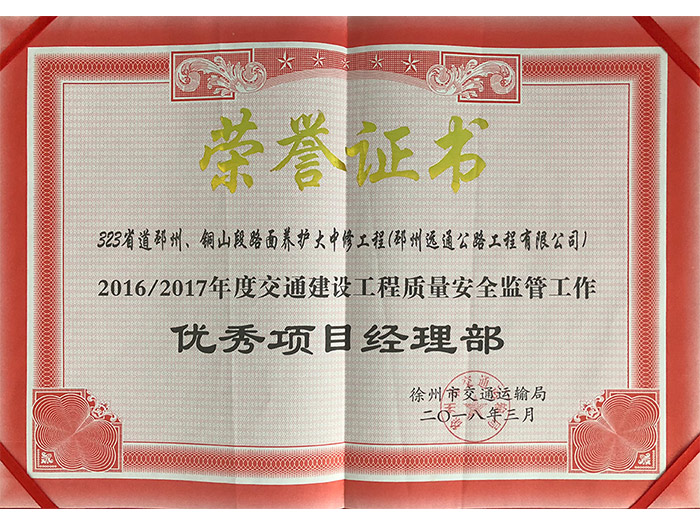 荣誉证书
323省道邳州、铜山段路面养护大中修工程(邳州远通公路工程有限公司)
2016/2017年度交通建设工程质量安全监管工作
优秀项目经理部
徐州市交通运输局
二〇一八年三月